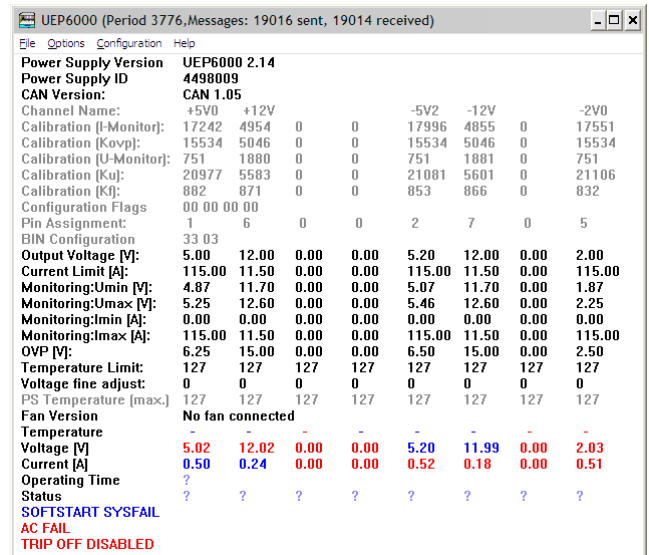 UEP6000 (Period 3776,Messages: 19016 sent, 19014 received)
File Options Configuration Help
Power Supply Version UEP6000 2.14
Power Supply ID 4498009
CAN Version: CAN 1.05
Channel Name: +5V0 +12V -5V2 -12V -2V0
Calibration (I-Monitor): 17242 4954 0 0 17996 4855 0 17551
Calibration (Kovp): 15534 5046 0 0 15534 5046 0 15534
Calibration (U-Monitor): 751 1880 0 0 751 1881 0 751
Calibration (Ku): 20977 5583 0 0 21081 5601 0 21106
Calibration (Kf): 882 871 0 0 853 866 0 832
Configuration Flags 00 00 00 00
Pin Assignment: 1 6 0 0 2 7 0 5
BIN Configuration 33 03
Output Voltage [V]: 5.00 12.00 0.00 0.00 5.20 12.00 0.00 2.00
Current Limit [A]: 115.00 11.50 0.00 0.00 115.00 11.50 0.00 115.00
Monitoring:Umin [V]: 4.87 11.70 0.00 0.00 5.07 11.70 0.00 1.87
Monitoring:Umax [V]: 5.25 12.60 0.00 0.00 5.46 12.60 0.00 2.25
Monitoring:Imin [A]: 0.00 0.00 0.00 0.00 0.00 0.00 0.00 0.00
Monitoring:Imax [A]: 115.00 11.50 0.00 0.00 115.00 11.50 0.00 115.00
OVP [V]: 6.25 15.00 0.00 0.00 6.50 15.00 0.00 2.50
Temperature Limit: 127 127 127 127 127 127 127 127
Voltage fine adjust: 0 0 0 0 0 0 0 0
PS Temperature (max.) 127 127 127 127 127 127 127 127
Fan Version No fan connected
Temperature - - - - - - - -
Voltage [V] 5.02 12.02 0.00 0.00 5.20 11.99 0.00 2.03
Current [A] 0.50 0.24 0.00 0.00 0.52 0.18 0.00 0.51
Operating Time ?
Status ? ? ? ? ? ? ? ?
SOFTSTART SYSFAIL
AC FAIL
TRIP OFF DISABLED